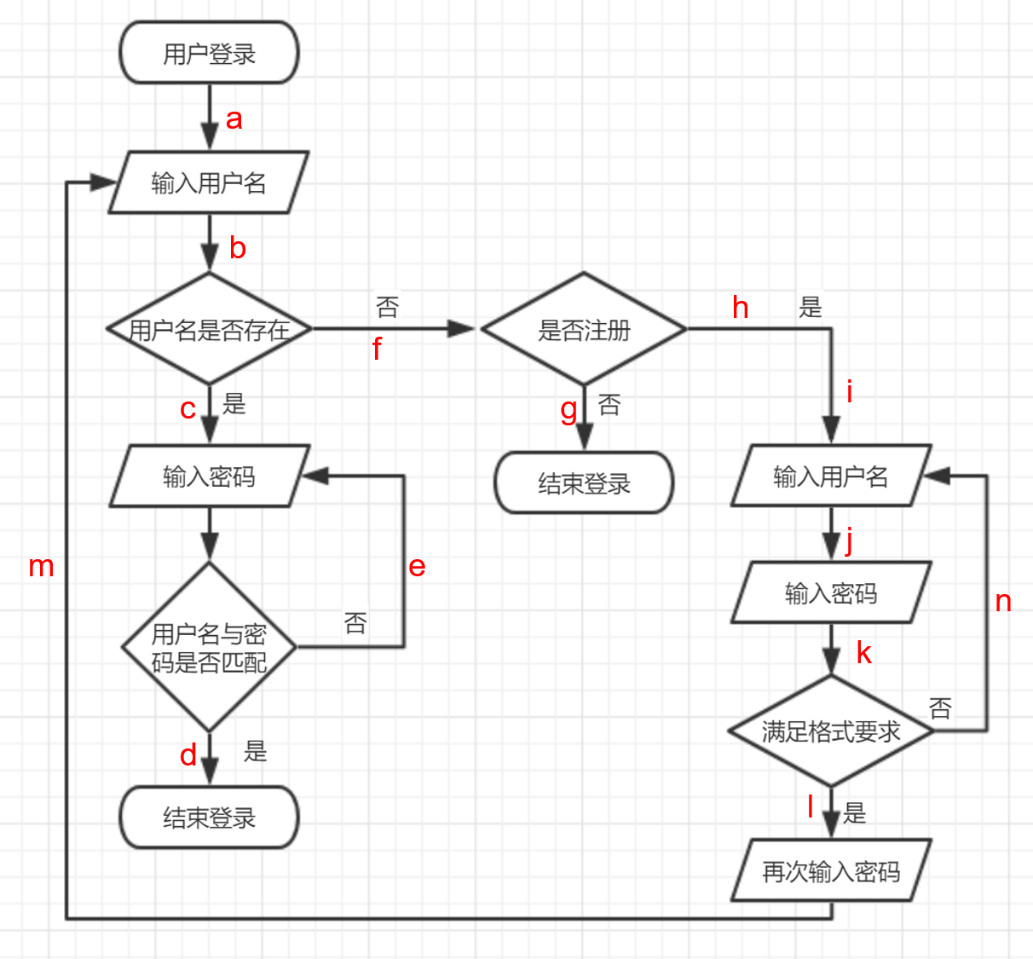 用户登录
a
输入用户名
b
用户名是否存在
否
f
是否注册
h
是
i
c
是
g
否
输入密码
结束登录
输入用户名
j
m
e
输入密码
n
用户名与密
码是否匹配
否
k
满足格式要求
否
d
是
l
是
结束登录
再次输入密码